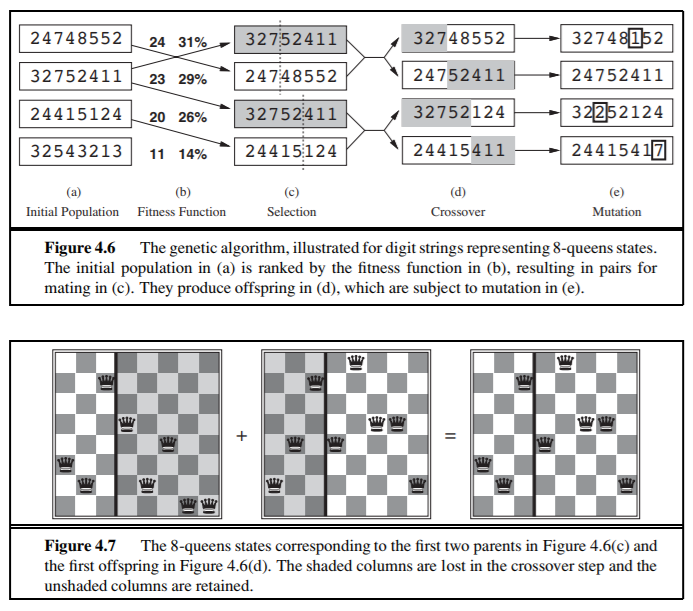 24748552 24 31% 32752411 32748552 32748152
32752411 23 29% 24748552 24752411 24752411
24415124 20 26% 32752411 32752124 32252124
32543213 11 14% 24415124 24415411 24415417
(a) (b) (c) (d) (e)
Initial Population Fitness Function Selection Crossover Mutation
Figure 4.6 The genetic algorithm, illustrated for digit strings representing 8-queens states.
The initial population in (a) is ranked by the fitness function in (b), resulting in pairs for
mating in (c). They produce offspring in (d), which are subject to mutation in (e).
+ =
Figure 4.7 The 8-queens states corresponding to the first two parents in Figure 4.6(c) and
the first offspring in Figure 4.6(d). The shaded columns are lost in the crossover step and the
unshaded columns are retained.